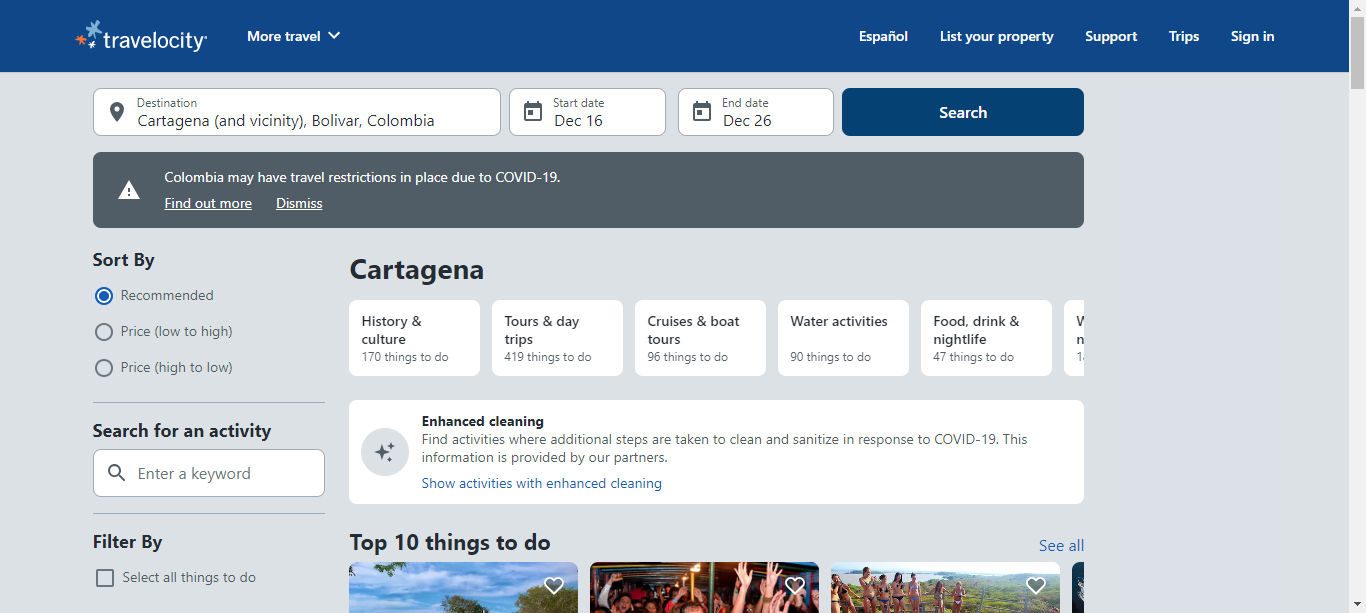 travelocity
More travel
Español
List your property
Support
Trips
Sign in
Destination
Cartagena (and vicinity), Bolivar, Colombia
Start date
Dec 16
End date
Dec 26
Search
Colombia may have travel restrictions in place due to COVID-19.
Find out more
Dismiss
Sort By
Recommended
Price (low to high)
Price (high to low)
Search for an activity
Enter a keyword
Filter By
Select all things to do
Cartagena
History &
culture
170 things to do
Tours & day
trips
419 things to do
Cruises & boat
tours
96 things to do
Water activities
90 things to do
Food, drink &
nightlife
47 things to do
Enhanced cleaning
Find activities where additional steps are taken to clean and sanitize in response to COVID-19. This
information is provided by our partners.
Show activities with enhanced cleaning
Top 10 things to do
See all